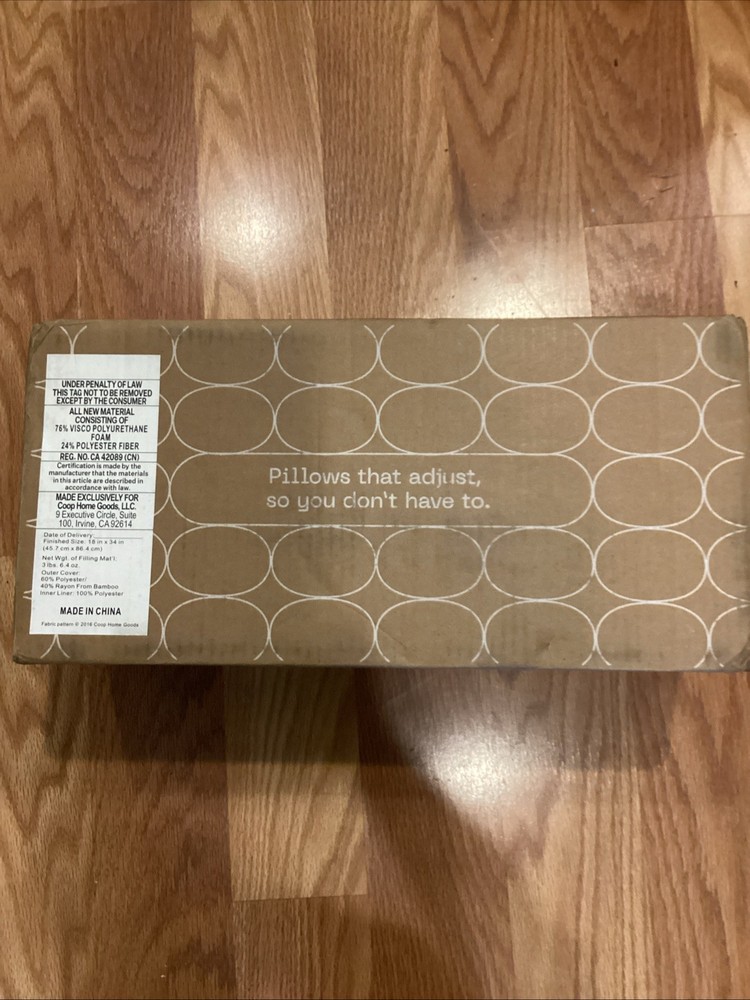 UNDER PENALTY OF LAW
THIS TAG NOT TO BE REMOVED
EXCEPT BY THE CONSUMER
ALL NEW MATERIAL
CONSISTING OF
76% VISCO POLYURETHANE
FOAM
24% POLYESTER FIBER
REG. NO. CA 42089 (CN)
Certification is made by the
manufacturer that the materials
in this article are described in
accordance with law.
MADE EXCLUSIVELY FOR
Coop Home Goods, LLC.
9 Executive Circle, Suite
100, Irvine, CA 92614
Date of Delivery:
Finished Size: 18 in x 34 in
(45.7 cm x 86.4 cm)
Net Wgt. of Filling Mat'l:
3 lbs. 6.4 oz.
Outer Cover:
60% Polyester/
40% Rayon From Bamboo
Inner Liner: 100% Polyester
MADE IN CHINA
Fabric pattern © 2016 Coop Home Goods
Pillows that adjust,
so you don't have to.